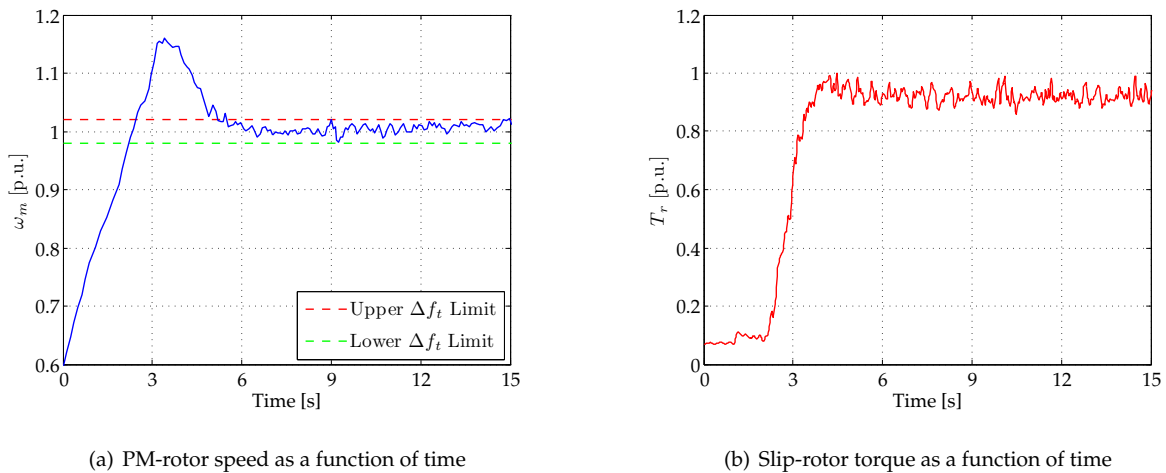 1.2
1.1
1
0.9
0.8
0.7
0.6
ω_m [p.u.]
0 3 6 9 12 15
Time [s]
Upper Δf_t Limit
Lower Δf_t Limit
(a) PM-rotor speed as a function of time
1.2
1
0.8
0.6
0.4
0.2
0
T_r [p.u.]
0 3 6 9 12 15
Time [s]
(b) Slip-rotor torque as a function of time